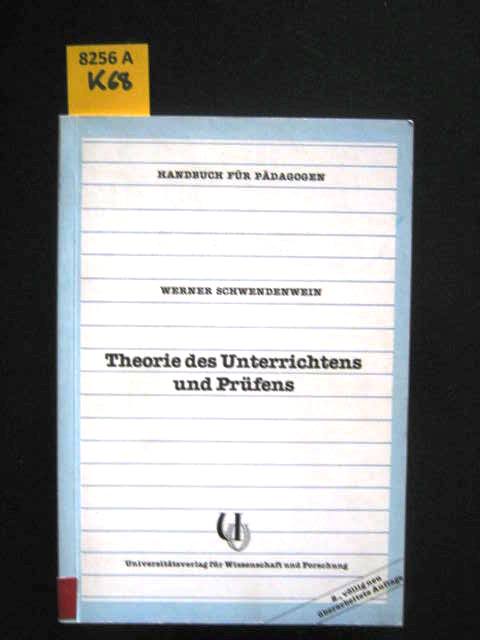 8256 A
K68
HANDBUCH FÜR PÄDAGOGEN
WERNER SCHWENDENWEIN
Theorie des Unterrichtens
und Prüfens
Universitätsverlag für Wissenschaft und Forschung
völlig neu
überarbeitete Auflage